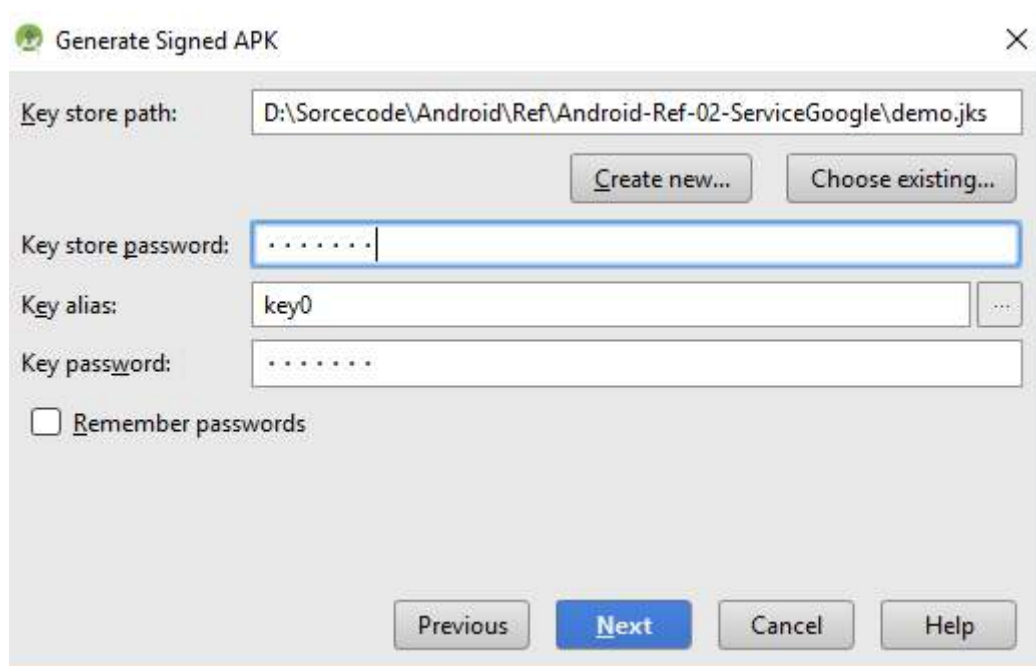 Generate Signed APK
Key store path: D:\Sorcecode\Android\Ref\Android-Ref-02-ServiceGoogle\demo.jks
Create new... Choose existing...
Key store password: ·······
Key alias: key0 ...
Key password: ·······
Remember passwords
Previous Next Cancel Help